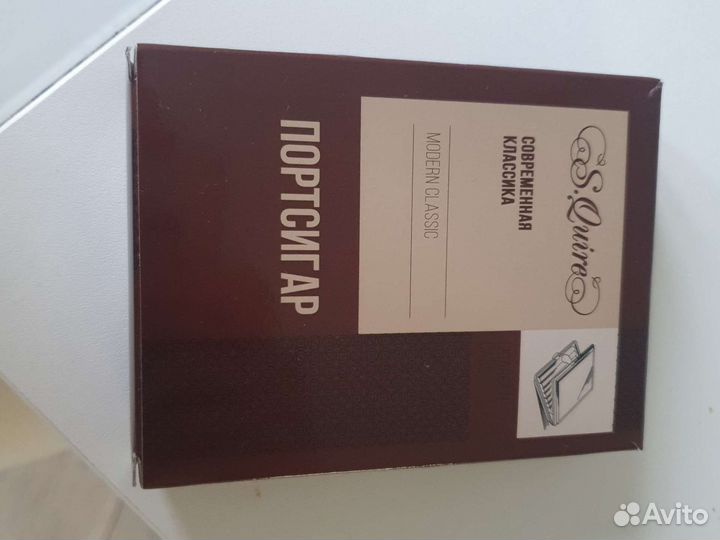 S.Quire
СОВРЕМЕННАЯ
КЛАССИКА
MODERN CLASSIC
ПОРТСИГАР
Avito